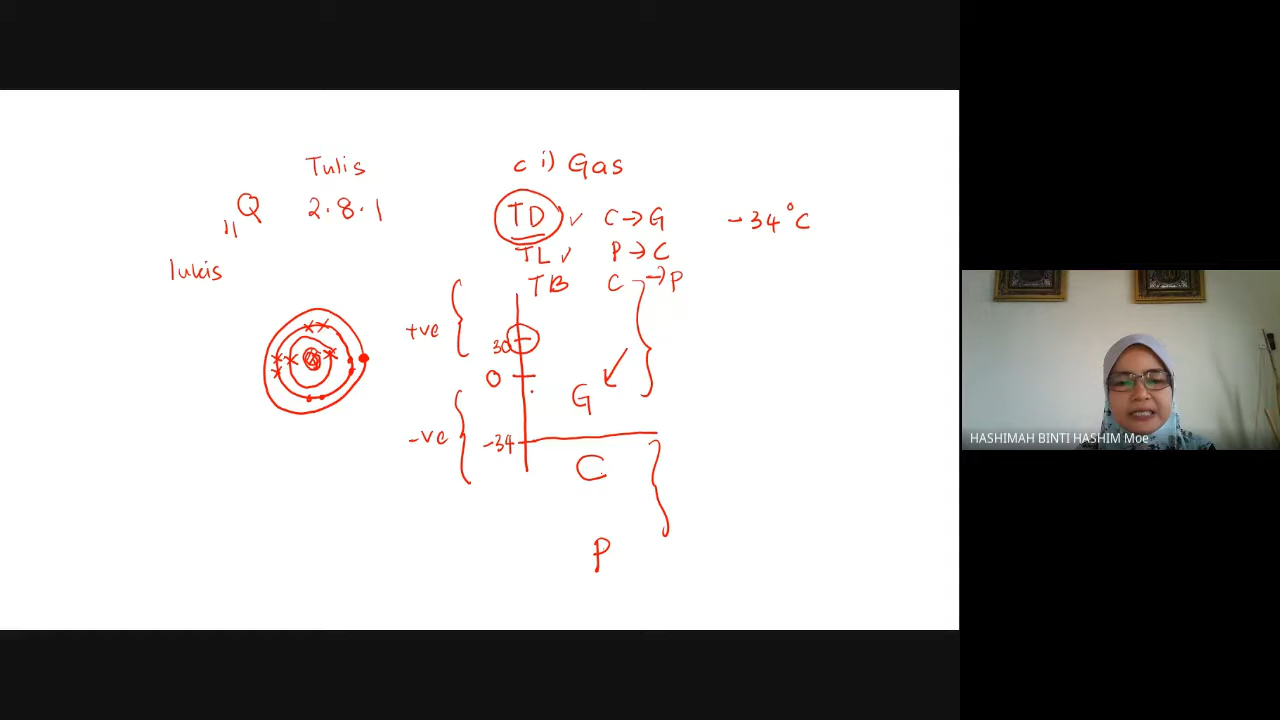 Tulis
₁₁Q 2.8.1
lukis
c i) Gas
TD ✓ C → G -34°C
TL ✓ P → C
TB C → P
+ve
30
0
G
-ve
-34
C
P
HASHIMAH BINTI HASHIM Moe